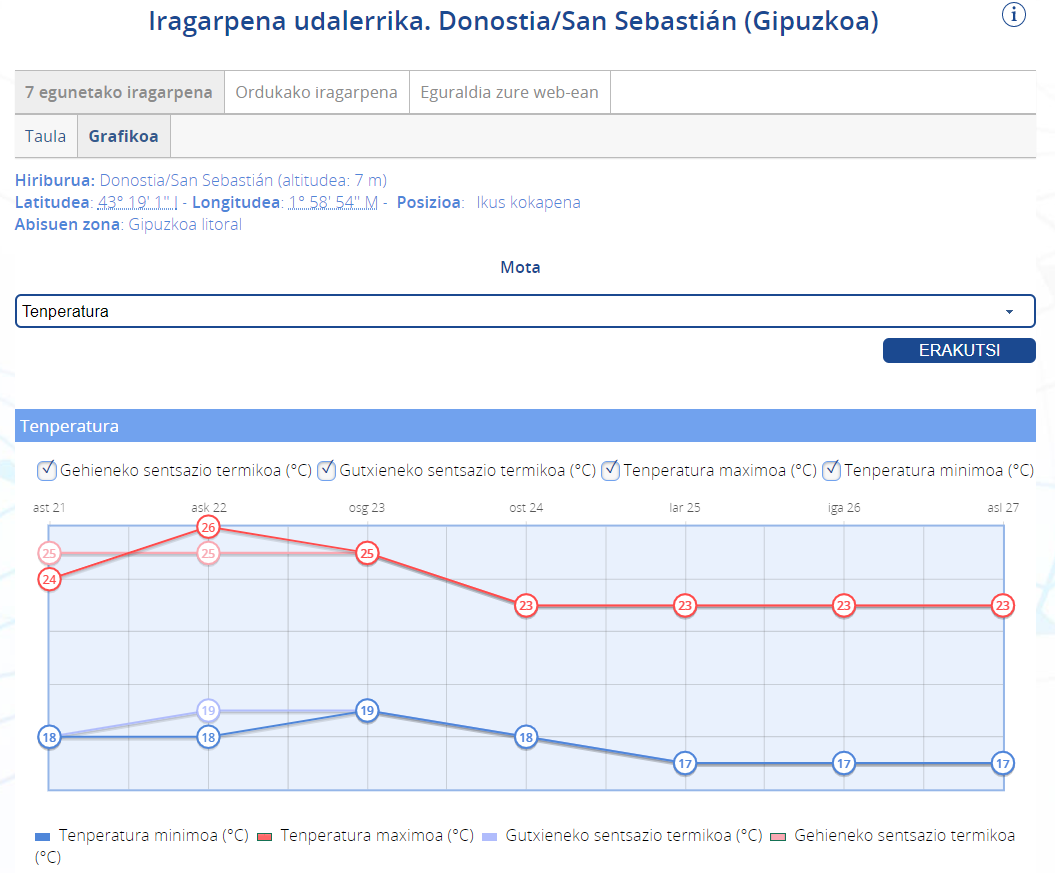 Iragarpena udalerrika. Donostia/San Sebastián (Gipuzkoa)
i
7 egunetako iragarpena Ordukako iragarpena Eguraldia zure web-ean
Taula Grafikoa
Hiriburua: Donostia/San Sebastián (altitudea: 7 m)
Latitudea: 43° 19' 1'' I - Longitudea: 1° 58' 54'' M - Posizioa: Ikus kokapena
Abisuen zona: Gipuzkoa litoral
Mota
Tenperatura
ERAKUTSI
Tenperatura
Gehieneko sentsazio termikoa (°C) Gutxieneko sentsazio termikoa (°C) Tenperatura maximoa (°C) Tenperatura minimoa (°C)
ast 21 ask 22 osg 23 ost 24 lar 25 iga 26 asl 27
26
25 25 25
24
23 23 23 23
19 19
18 18 18
17 17 17
Tenperatura minimoa (°C) Tenperatura maximoa (°C) Gutxieneko sentsazio termikoa (°C) Gehieneko sentsazio termikoa
(°C)